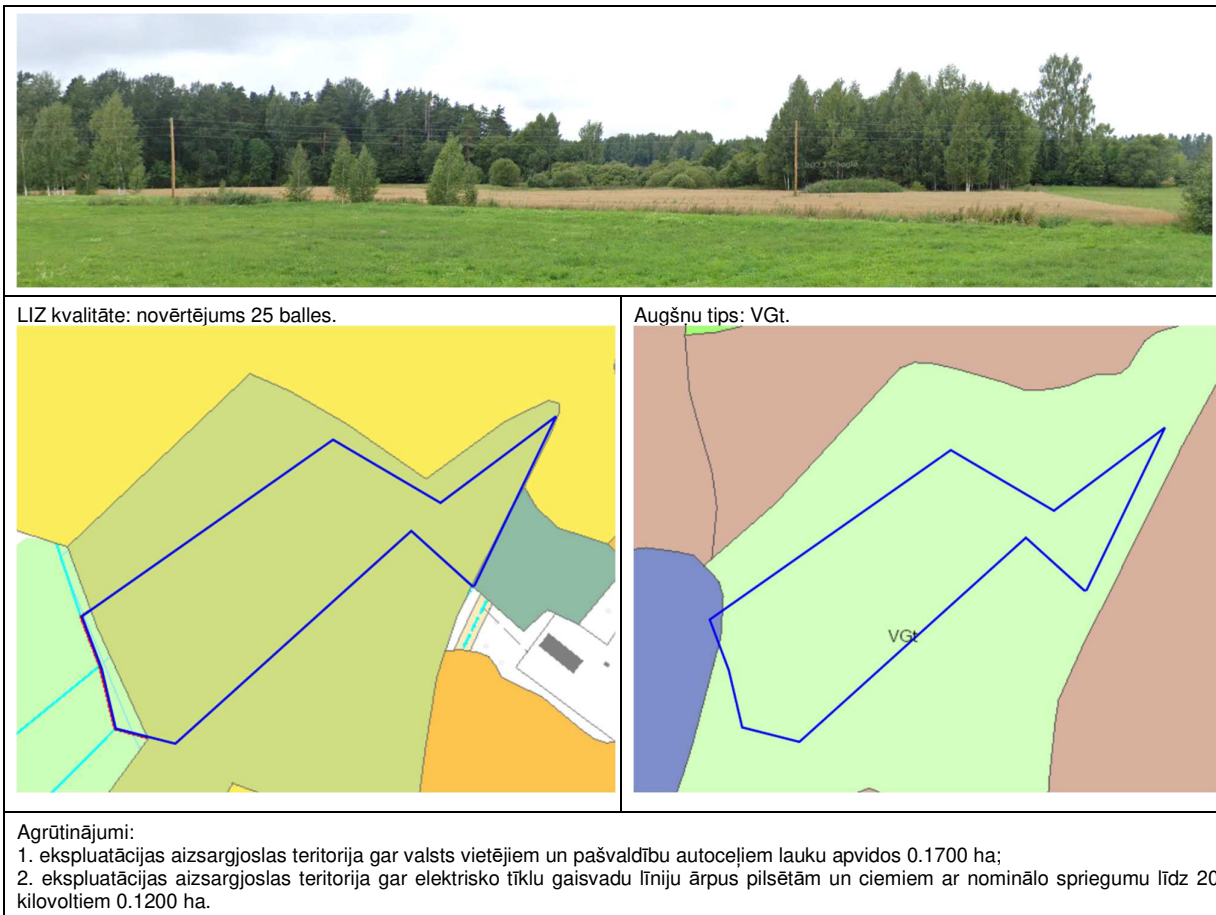 LIZ kvalitāte: novērtējums 25 balles.
Augšņu tips: VGt.
VGt
Agrūtinājumi:
1. ekspluatācijas aizsargjoslas teritorija gar valsts vietējiem un pašvaldību autoceļiem lauku apvidos 0.1700 ha;
2. ekspluatācijas aizsargjoslas teritorija gar elektrisko tīklu gaisvadu līniju ārpus pilsētām un ciemiem ar nominālo spriegumu līdz 20
kilovoltiem 0.1200 ha.